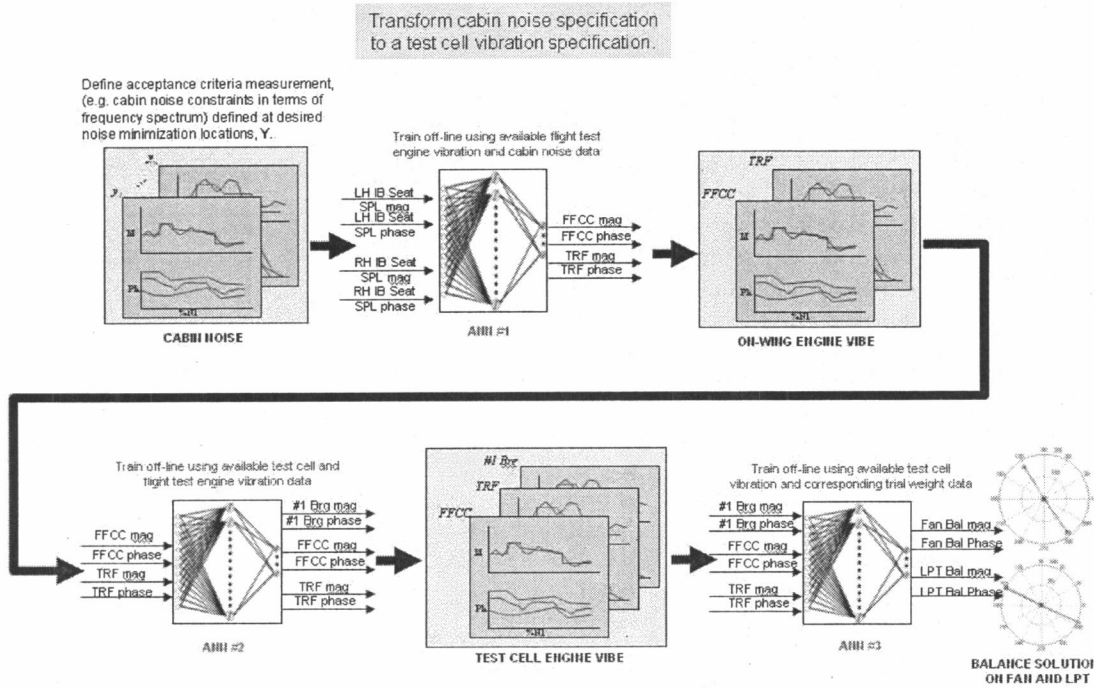 Transform cabin noise specification
to a test cell vibration specification.
Define acceptance criteria measurement,
(e.g. cabin noise constraints in terms of
frequency spectrum) defined at desired
noise minimization locations, Y.
M
Ph
%N1
CABIN NOISE
Train off-line using available flight test
engine vibration and cabin noise data
LH IB Seat
SPL mag
LH IB Seat
SPL phase
RH IB Seat
SPL mag
RH IB Seat
SPL phase
FFCC mag
FFCC phase
TRF mag
TRF phase
ANN #1
TRF
FFCC
M
Ph
%N1
ON-WING ENGINE VIBE
Train off-line using available test cell and
flight test engine vibration data
FFCC mag
FFCC phase
TRF mag
TRF phase
#1 Brg mag
#1 Brg phase
FFCC mag
FFCC phase
TRF mag
TRF phase
ANN #2
#1 Brg
TRF
FFCC
M
Ph
%N1
TEST CELL ENGINE VIBE
Train off-line using available test cell
vibration and corresponding trial weight data
#1 Brg mag
#1 Brg phase
FFCC mag
FFCC phase
TRF mag
TRF phase
Fan Bal mag
Fan Bal Phase
LPT Bal mag
LPT Bal Phase
ANN #3
BALANCE SOLUTION
ON FAN AND LPT